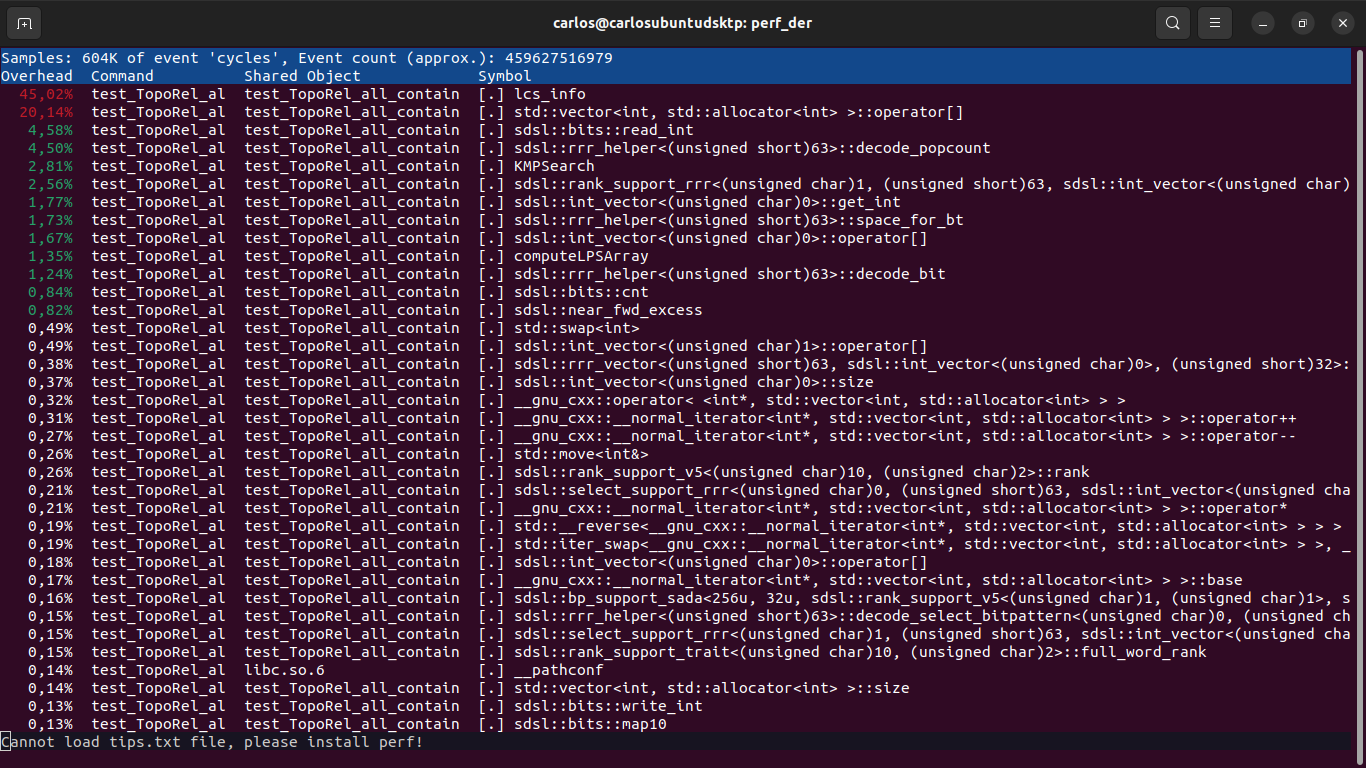 carlos@carlosubuntudsktp: perf_der
Samples: 604K of event 'cycles', Event count (approx.): 459627516979
Overhead  Command          Shared Object             Symbol
45,02%  test_TopoRel_al  test_TopoRel_all_contain  [.] lcs_info
20,14%  test_TopoRel_al  test_TopoRel_all_contain  [.] std::vector<int, std::allocator<int> >::operator[]
4,58%  test_TopoRel_al  test_TopoRel_all_contain  [.] sdsl::bits::read_int
4,50%  test_TopoRel_al  test_TopoRel_all_contain  [.] sdsl::rrr_helper<(unsigned short)63>::decode_popcount
2,81%  test_TopoRel_al  test_TopoRel_all_contain  [.] KMPSearch
2,56%  test_TopoRel_al  test_TopoRel_all_contain  [.] sdsl::rank_support_rrr<(unsigned char)1, (unsigned short)63, sdsl::int_vector<(unsigned char)
1,77%  test_TopoRel_al  test_TopoRel_all_contain  [.] sdsl::int_vector<(unsigned char)0>::get_int
1,73%  test_TopoRel_al  test_TopoRel_all_contain  [.] sdsl::rrr_helper<(unsigned short)63>::space_for_bt
1,67%  test_TopoRel_al  test_TopoRel_all_contain  [.] sdsl::int_vector<(unsigned char)0>::operator[]
1,35%  test_TopoRel_al  test_TopoRel_all_contain  [.] computeLPSArray
1,24%  test_TopoRel_al  test_TopoRel_all_contain  [.] sdsl::rrr_helper<(unsigned short)63>::decode_bit
0,84%  test_TopoRel_al  test_TopoRel_all_contain  [.] sdsl::bits::cnt
0,82%  test_TopoRel_al  test_TopoRel_all_contain  [.] sdsl::near_fwd_excess
0,49%  test_TopoRel_al  test_TopoRel_all_contain  [.] std::swap<int>
0,49%  test_TopoRel_al  test_TopoRel_all_contain  [.] sdsl::int_vector<(unsigned char)1>::operator[]
0,38%  test_TopoRel_al  test_TopoRel_all_contain  [.] sdsl::rrr_vector<(unsigned short)63, sdsl::int_vector<(unsigned char)0>, (unsigned short)32>:
0,37%  test_TopoRel_al  test_TopoRel_all_contain  [.] sdsl::int_vector<(unsigned char)0>::size
0,32%  test_TopoRel_al  test_TopoRel_all_contain  [.] __gnu_cxx::operator< <int*, std::vector<int, std::allocator<int> > >
0,31%  test_TopoRel_al  test_TopoRel_all_contain  [.] __gnu_cxx::__normal_iterator<int*, std::vector<int, std::allocator<int> > >::operator++
0,27%  test_TopoRel_al  test_TopoRel_all_contain  [.] __gnu_cxx::__normal_iterator<int*, std::vector<int, std::allocator<int> > >::operator--
0,26%  test_TopoRel_al  test_TopoRel_all_contain  [.] std::move<int&>
0,26%  test_TopoRel_al  test_TopoRel_all_contain  [.] sdsl::rank_support_v5<(unsigned char)10, (unsigned char)2>::rank
0,21%  test_TopoRel_al  test_TopoRel_all_contain  [.] sdsl::select_support_rrr<(unsigned char)0, (unsigned short)63, sdsl::int_vector<(unsigned cha
0,21%  test_TopoRel_al  test_TopoRel_all_contain  [.] __gnu_cxx::__normal_iterator<int*, std::vector<int, std::allocator<int> > >::operator*
0,19%  test_TopoRel_al  test_TopoRel_all_contain  [.] std::__reverse<__gnu_cxx::__normal_iterator<int*, std::vector<int, std::allocator<int> > > >
0,19%  test_TopoRel_al  test_TopoRel_all_contain  [.] std::iter_swap<__gnu_cxx::__normal_iterator<int*, std::vector<int, std::allocator<int> > >, _
0,18%  test_TopoRel_al  test_TopoRel_all_contain  [.] sdsl::int_vector<(unsigned char)0>::operator[]
0,17%  test_TopoRel_al  test_TopoRel_all_contain  [.] __gnu_cxx::__normal_iterator<int*, std::vector<int, std::allocator<int> > >::base
0,16%  test_TopoRel_al  test_TopoRel_all_contain  [.] sdsl::bp_support_sada<256u, 32u, sdsl::rank_support_v5<(unsigned char)1, (unsigned char)1>, s
0,15%  test_TopoRel_al  test_TopoRel_all_contain  [.] sdsl::rrr_helper<(unsigned short)63>::decode_select_bitpattern<(unsigned char)0, (unsigned ch
0,15%  test_TopoRel_al  test_TopoRel_all_contain  [.] sdsl::select_support_rrr<(unsigned char)1, (unsigned short)63, sdsl::int_vector<(unsigned cha
0,15%  test_TopoRel_al  test_TopoRel_all_contain  [.] sdsl::rank_support_trait<(unsigned char)10, (unsigned char)2>::full_word_rank
0,14%  test_TopoRel_al  libc.so.6                 [.] __pathconf
0,14%  test_TopoRel_al  test_TopoRel_all_contain  [.] std::vector<int, std::allocator<int> >::size
0,13%  test_TopoRel_al  test_TopoRel_all_contain  [.] sdsl::bits::write_int
0,13%  test_TopoRel_al  test_TopoRel_all_contain  [.] sdsl::bits::map10
Cannot load tips.txt file, please install perf!